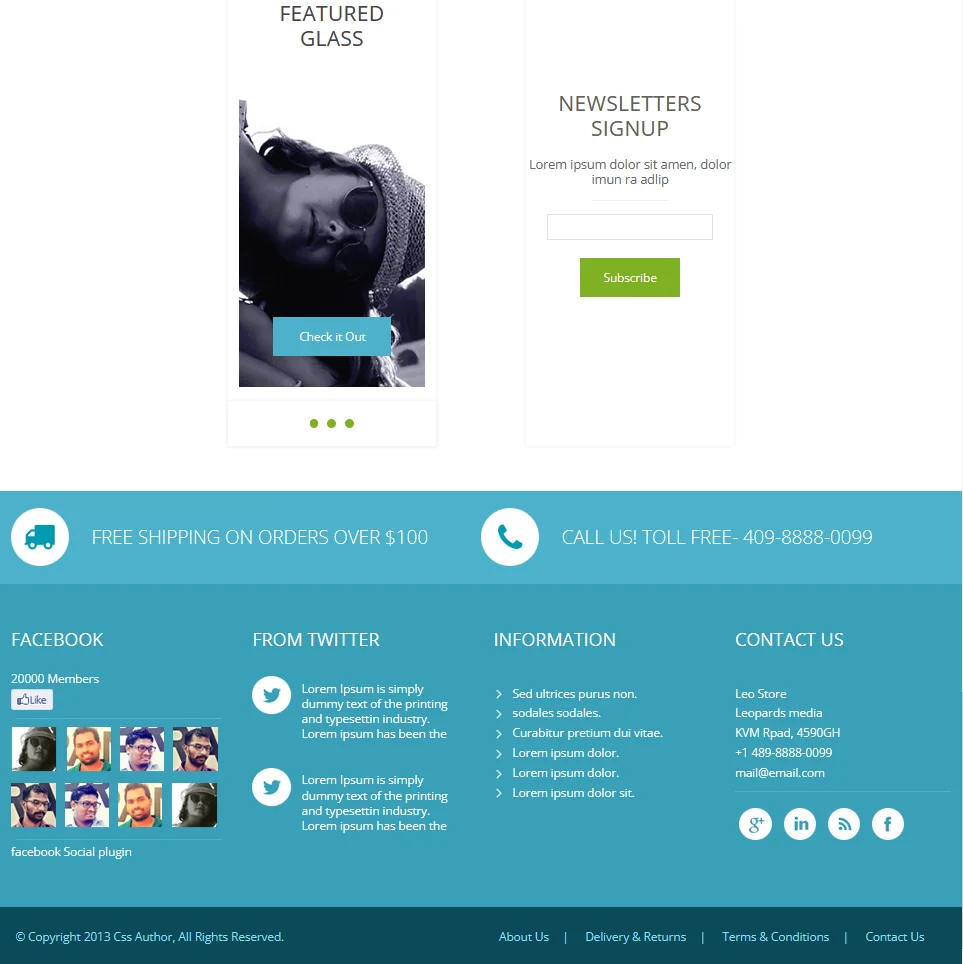 FEATURED
GLASS
Check it Out
NEWSLETTERS
SIGNUP
Lorem ipsum dolor sit amen, dolor
imun ra adlip
Subscribe
FREE SHIPPING ON ORDERS OVER $100
CALL US! TOLL FREE- 409-8888-0099
FACEBOOK
20000 Members
Like
facebook Social plugin
FROM TWITTER
Lorem Ipsum is simply
dummy text of the printing
and typesettin industry.
Lorem ipsum has been the
Lorem Ipsum is simply
dummy text of the printing
and typesettin industry.
Lorem ipsum has been the
INFORMATION
Sed ultrices purus non.
sodales sodales.
Curabitur pretium dui vitae.
Lorem ipsum dolor.
Lorem ipsum dolor.
Lorem ipsum dolor sit.
CONTACT US
Leo Store
Leopards media
KVM Rpad, 4590GH
+1 489-8888-0099
mail@email.com
© Copyright 2013 Css Author, All Rights Reserved.
About Us | Delivery & Returns | Terms & Conditions | Contact Us